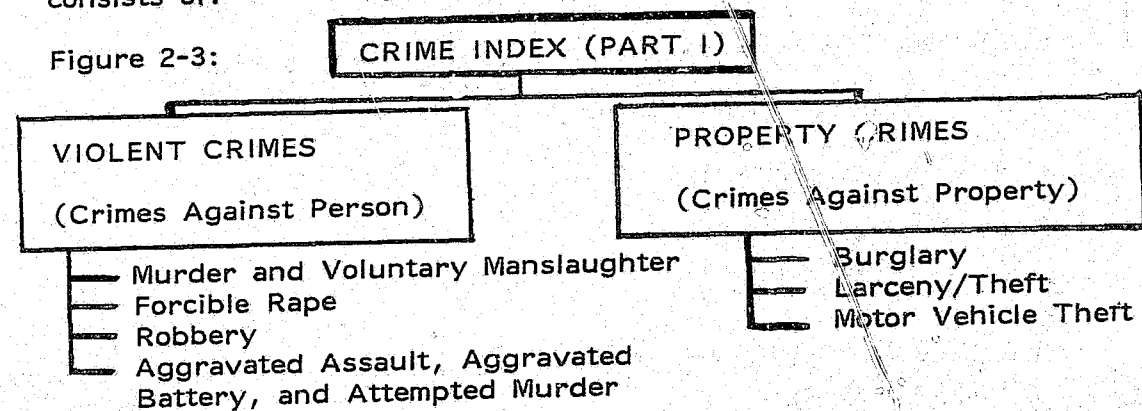 consists of:
Figure 2-3:
CRIME INDEX (PART I)
VIOLENT CRIMES
(Crimes Against Person)
Murder and Voluntary Manslaughter
Forcible Rape
Robbery
Aggravated Assault, Aggravated
Battery, and Attempted Murder
PROPERTY CRIMES
(Crimes Against Property)
Burglary
Larceny/Theft
Motor Vehicle Theft